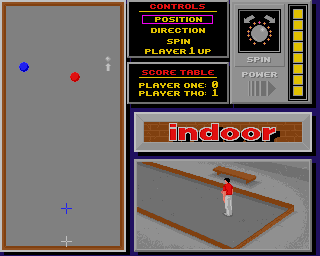 CONTROLS
POSITION
DIRECTION
SPIN
PLAYER 1 UP
SCORE TABLE
PLAYER ONE: 0
PLAYER TWO: 1
SPIN
POWER
indoor